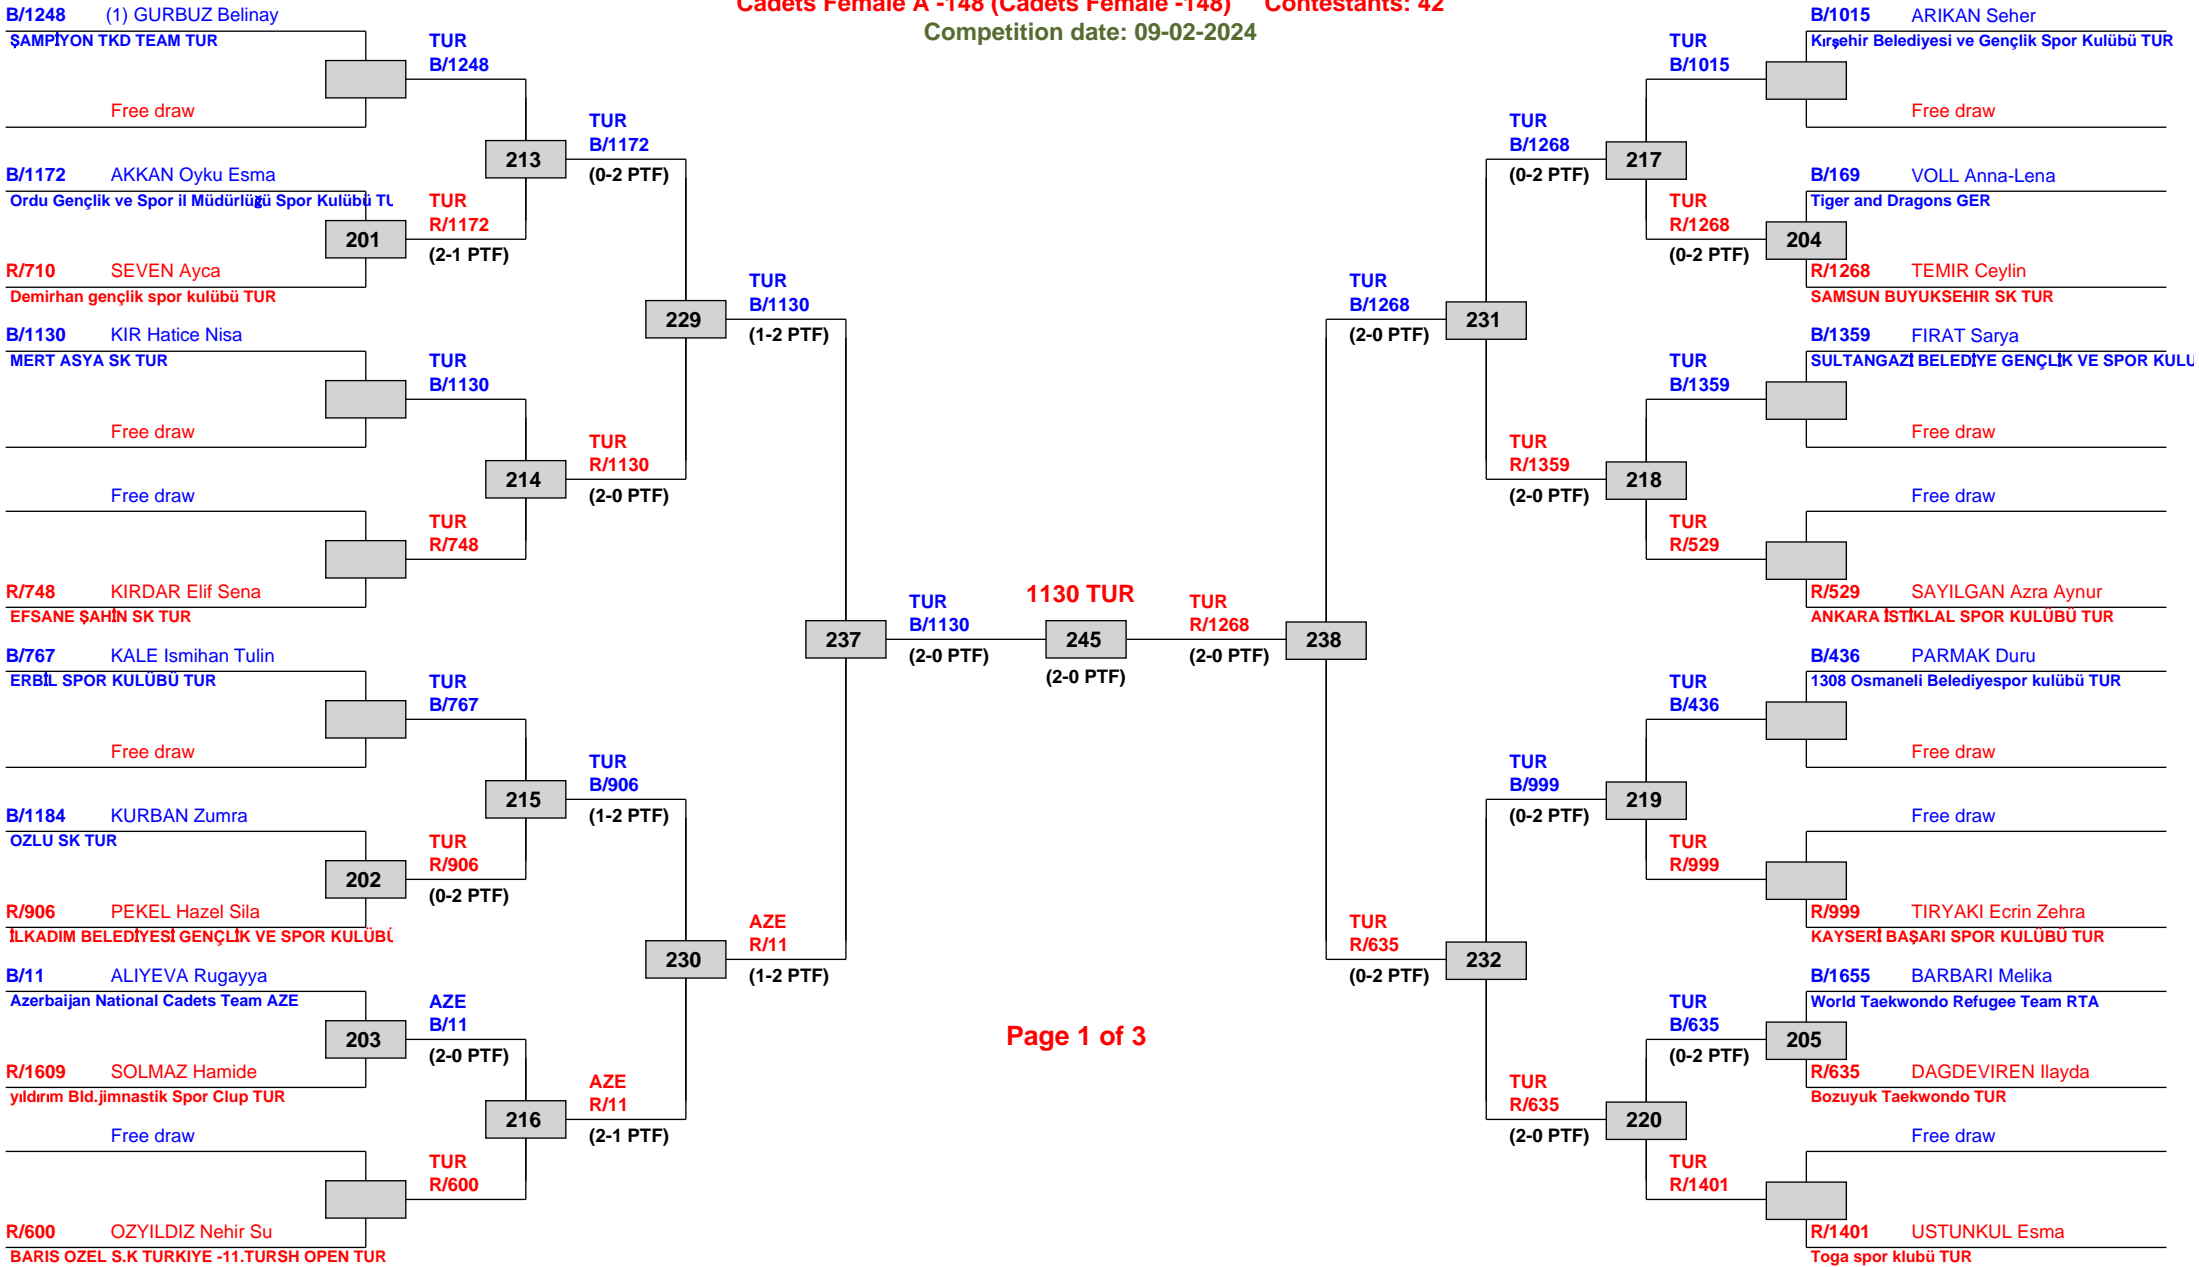 Cadets Female A -148 (Cadets Female -148) Contestants: 42
Competition date: 09-02-2024
B/1248 (1) GURBUZ Belinay
ŞAMPİYON TKD TEAM TUR
Free draw
B/1172 AKKAN Oyku Esma
Ordu Gençlik ve Spor il Müdürlüğü Spor Kulübü TU
R/710 SEVEN Ayca
Demirhan gençlik spor kulübü TUR
B/1130 KIR Hatice Nisa
MERT ASYA SK TUR
Free draw
Free draw
R/748 KIRDAR Elif Sena
EFSANE ŞAHİN SK TUR
B/767 KALE Ismihan Tulin
ERBİL SPOR KULÜBÜ TUR
Free draw
B/1184 KURBAN Zumra
OZLU SK TUR
R/906 PEKEL Hazel Sila
İLKADIM BELEDİYESİ GENÇLİK VE SPOR KULÜBÜ
B/11 ALIYEVA Rugayya
Azerbaijan National Cadets Team AZE
R/1609 SOLMAZ Hamide
yıldırım Bld.jimnastik Spor Clup TUR
Free draw
R/600 OZYILDIZ Nehir Su
BARIS OZEL S.K TURKIYE -11.TURSH OPEN TUR
201
202
203
TUR
B/1248
TUR
R/1172
(2-1 PTF)
TUR
B/1130
TUR
R/748
TUR
B/767
TUR
R/906
(0-2 PTF)
AZE
B/11
(2-0 PTF)
TUR
R/600
213
214
215
216
TUR
B/1172
(0-2 PTF)
TUR
R/1130
(2-0 PTF)
TUR
B/906
(1-2 PTF)
AZE
R/11
(2-1 PTF)
229
230
TUR
B/1130
(1-2 PTF)
AZE
R/11
(1-2 PTF)
237
TUR
B/1130
(2-0 PTF)
1130 TUR
245
(2-0 PTF)
Page 1 of 3
TUR
R/1268
(2-0 PTF)
238
TUR
B/1268
(2-0 PTF)
TUR
R/635
(0-2 PTF)
231
232
TUR
B/1268
(0-2 PTF)
TUR
R/1359
(2-0 PTF)
TUR
B/999
(0-2 PTF)
TUR
R/635
(2-0 PTF)
217
218
219
220
TUR
B/1015
TUR
R/1268
(0-2 PTF)
TUR
B/1359
TUR
R/529
TUR
B/436
TUR
R/999
TUR
B/635
(0-2 PTF)
TUR
R/1401
204
205
B/1015 ARIKAN Seher
Kırşehir Belediyesi ve Gençlik Spor Kulübü TUR
Free draw
B/169 VOLL Anna-Lena
Tiger and Dragons GER
R/1268 TEMIR Ceylin
SAMSUN BUYUKSEHIR SK TUR
B/1359 FIRAT Sarya
SULTANGAZİ BELEDİYE GENÇLİK VE SPOR KULU
Free draw
Free draw
R/529 SAYILGAN Azra Aynur
ANKARA İSTİKLAL SPOR KULÜBÜ TUR
B/436 PARMAK Duru
1308 Osmaneli Belediyespor kulübü TUR
Free draw
Free draw
R/999 TIRYAKI Ecrin Zehra
KAYSERİ BAŞARI SPOR KULÜBÜ TUR
B/1655 BARBARI Melika
World Taekwondo Refugee Team RTA
R/635 DAGDEVIREN Ilayda
Bozuyuk Taekwondo TUR
Free draw
R/1401 USTUNKUL Esma
Toga spor klubü TUR